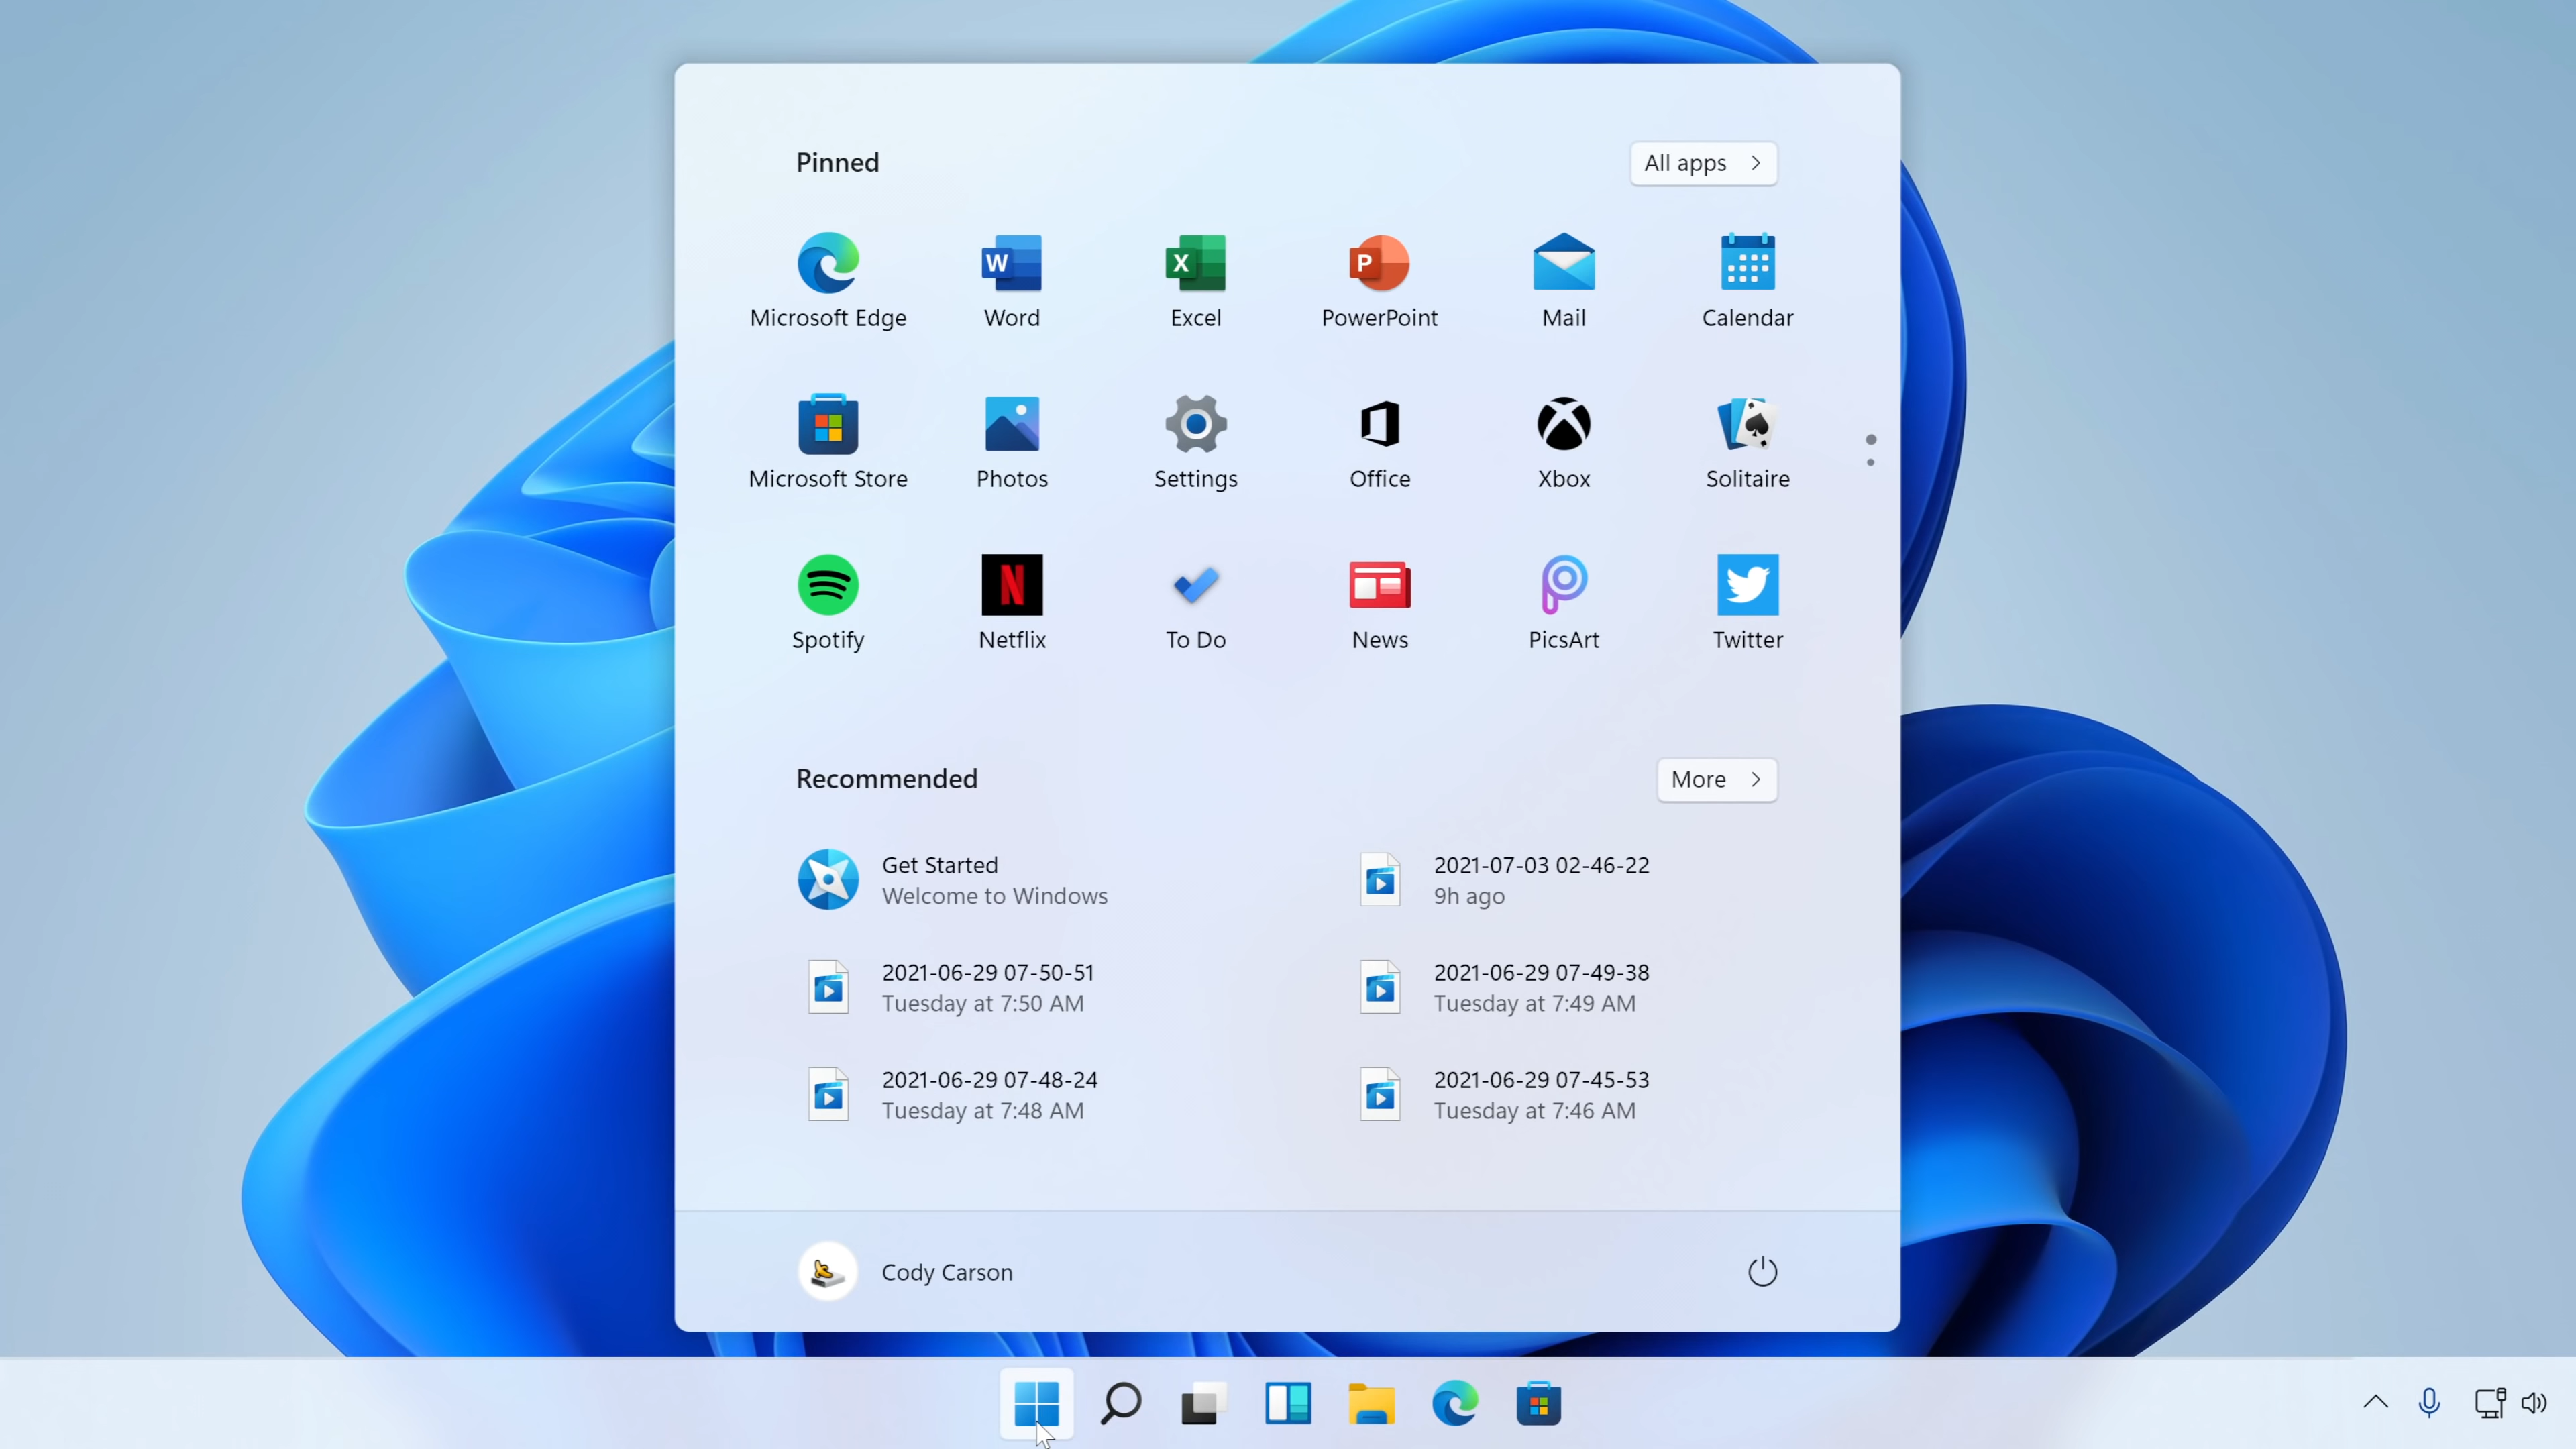 Pinned
All apps
Microsoft Edge
Word
Excel
PowerPoint
Mail
Calendar
Microsoft Store
Photos
Settings
Office
Xbox
Solitaire
Spotify
Netflix
To Do
News
PicsArt
Twitter
Recommended
More
Get Started
Welcome to Windows
2021-07-03 02-46-22
9h ago
2021-06-29 07-50-51
Tuesday at 7:50 AM
2021-06-29 07-49-38
Tuesday at 7:49 AM
2021-06-29 07-48-24
Tuesday at 7:48 AM
2021-06-29 07-45-53
Tuesday at 7:46 AM
Cody Carson